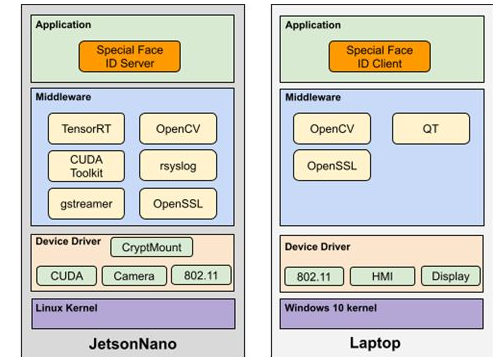 Application
Special Face
ID Server
Middleware
TensorRT
OpenCV
CUDA
Toolkit
rsyslog
gstreamer
OpenSSL
Device Driver
CryptMount
CUDA
Camera
802.11
Linux Kernel
JetsonNano
Application
Special Face
ID Client
Middleware
OpenCV
QT
OpenSSL
Device Driver
802.11
HMI
Display
Windows 10 kernel
Laptop